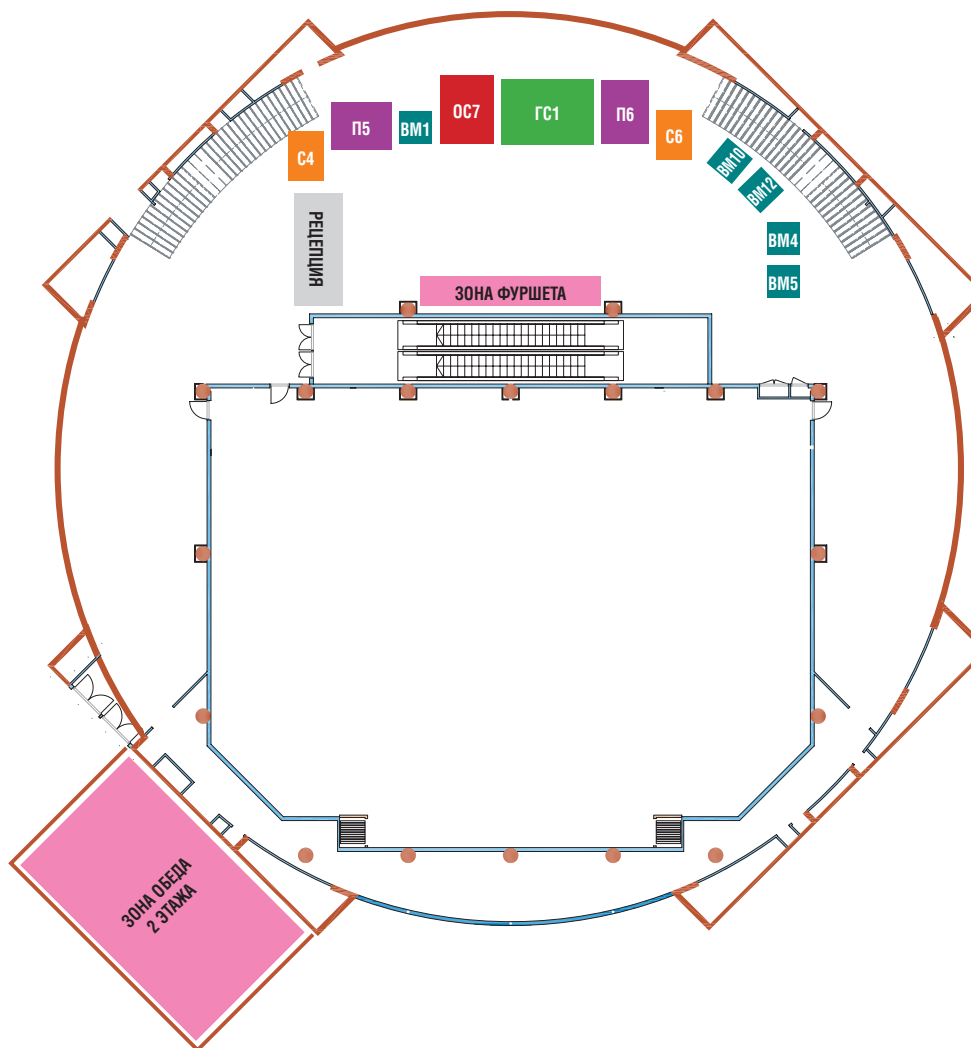 П5
ВМ1
ОС7
ГС1
П6
С6
С4
ВМ10
ВМ12
ВМ4
ВМ5
РЕЦЕПЦИЯ
ЗОНА ФУРШЕТА
ЗОНА ОБЕДА
2 ЭТАЖА